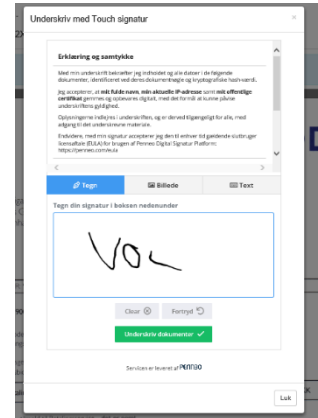 Underskriv med Touch signatur
×
Erklæring og samtykke
Med min underskrift bekræfter jeg indholdet og alle datoer i de følgende
dokumenter, identificeret ved deres dokumentnøgle og kryptografiske hash-værdi.
Jeg accepterer, at mit fulde navn, min aktuelle IP-adresse samt mit offentlige
certifikat gemmes og opbevares digitalt, med det formål at kunne påvise
underskriftens gyldighed.
Oplysningerne indlejres i underskriften, og er derved tilgængelig for alle, med
adgang til det underskrevne materiale.
Endvidere, med min signatur accepterer jeg den til enhver tid gældende slutbruger
licensaftale (EULA) for brugen af Penneo Digital Signatur Platform:
https://penneo.com/eula
Tegn
Billede
Text
Tegn din signatur i boksen nedenunder
Clear
Fortryd
Underskriv dokumenter
Servicen er leveret af PENNEO
Luk